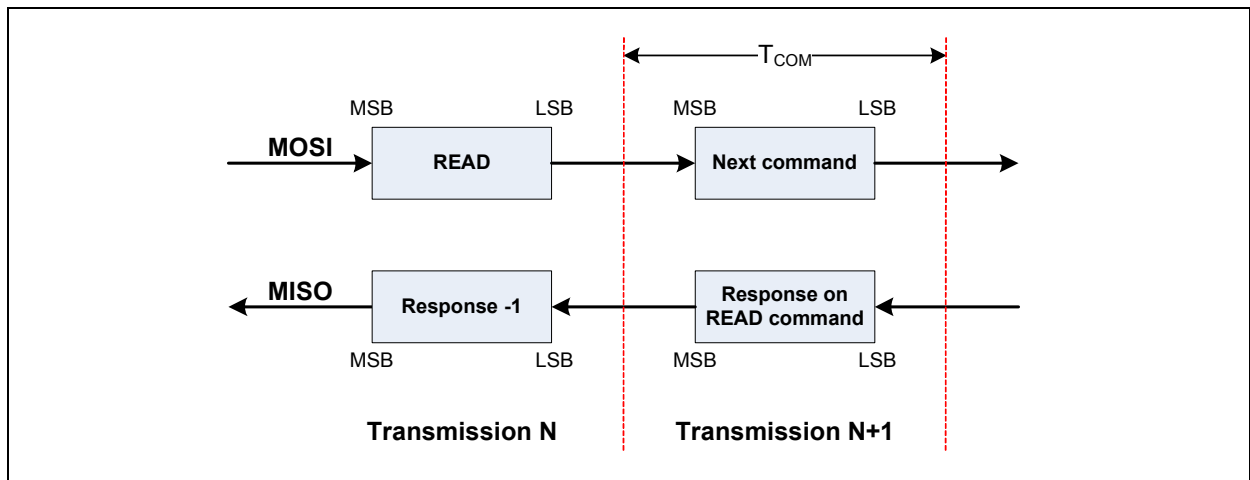 T_COM
MSB LSB MSB LSB
MOSI READ Next command
MISO Response -1 Response on
READ command
MSB LSB MSB LSB
Transmission N Transmission N+1